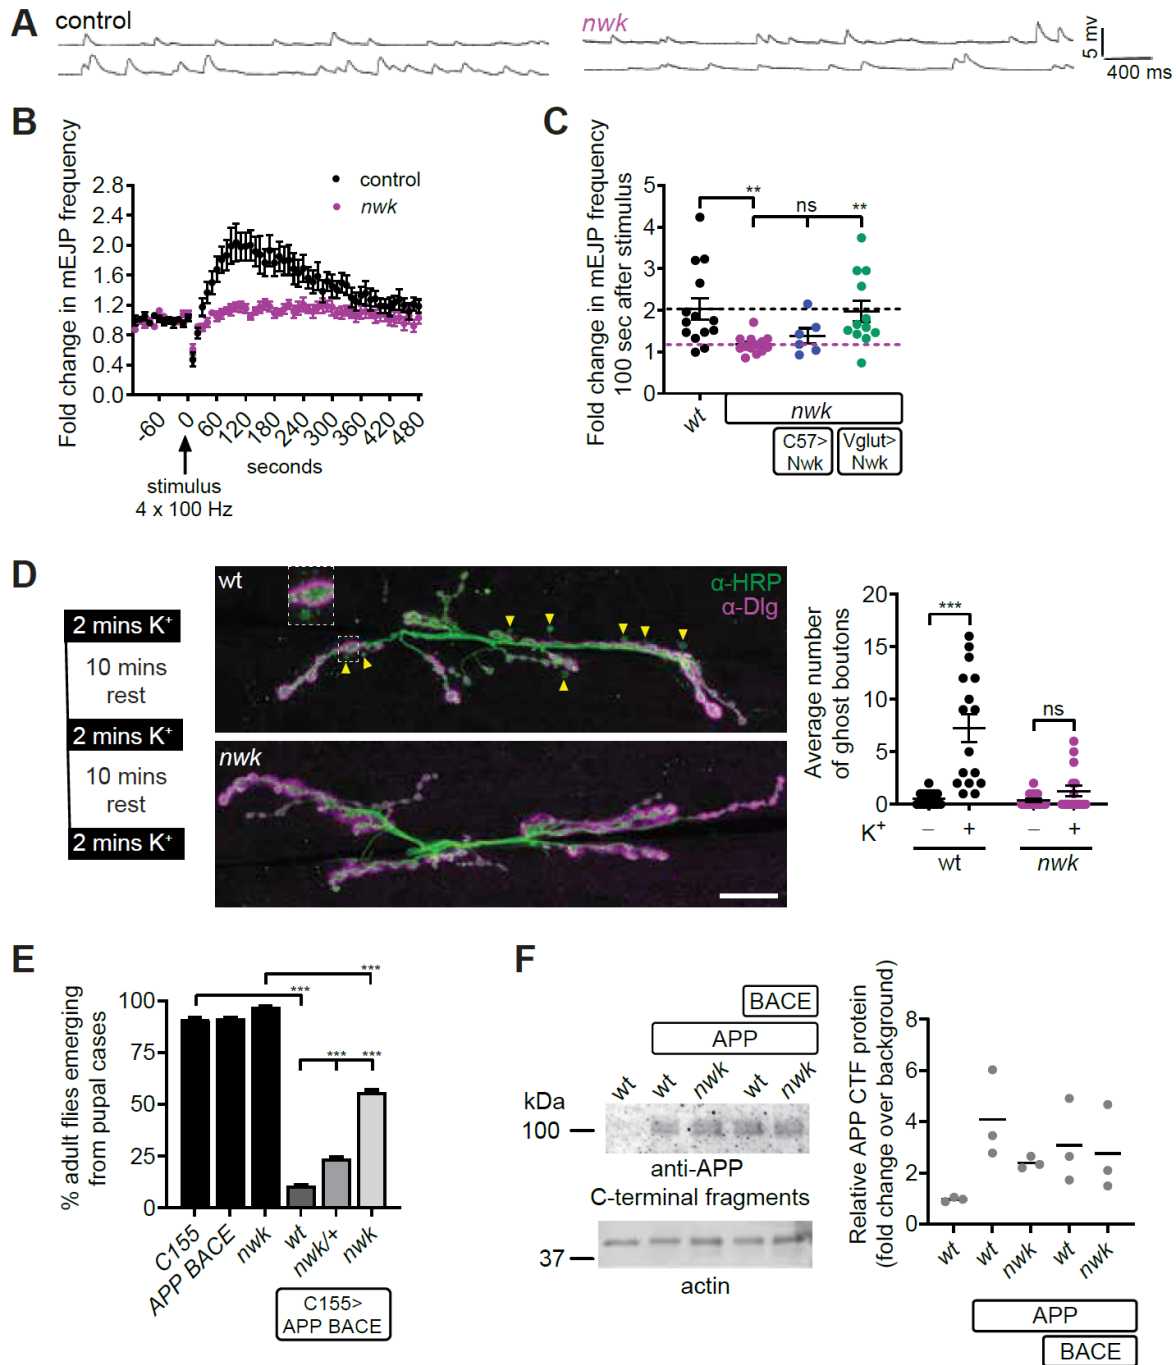 A
control
nwk
5 mv
400 ms
B
Fold change in mEJP frequency
2.8
2.4
2.0
1.6
1.2
0.8
0.4
0.0
control
nwk
-60
0
60
120
180
240
300
360
420
480
seconds
stimulus
4 x 100 Hz
C
Fold change in mEJP frequency
100 sec after stimulus
5
4
3
2
1
0
**
ns
**
wt
nwk
C57>
Nwk
Vglut>
Nwk
D
2 mins K⁺
10 mins
rest
2 mins K⁺
10 mins
rest
2 mins K⁺
wt
α-HRP
α-Dlg
nwk
Average number
of ghost boutons
20
15
10
5
0
***
ns
K⁺
–
+
–
+
wt
nwk
E
% adult flies emerging
from pupal cases
100
75
50
25
0
***
***
***
***
C155
APP BACE
nwk
wt
nwk/+
nwk
C155>
APP BACE
F
BACE
APP
wt
wt
nwk
wt
nwk
kDa
100
anti-APP
C-terminal fragments
37
actin
Relative APP CTF protein
(fold change over background)
8
6
4
2
0
wt
wt
nwk
wt
nwk
APP
BACE